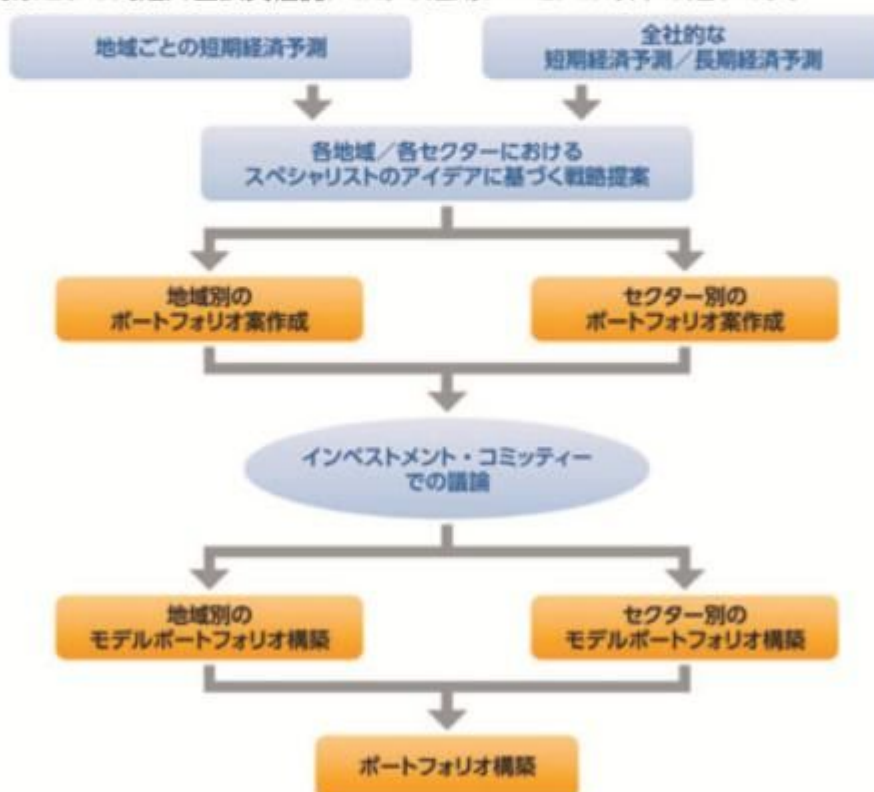 地域ごとの短期経済予測
全社的な
短期経済予測／長期経済予測
各地域／各セクターにおける
スペシャリストのアイデアに基づく戦略提案
地域別の
ポートフォリオ案作成
セクター別の
ポートフォリオ案作成
インベストメント・コミッティー
での議論
地域別の
モデルポートフォリオ構築
セクター別の
モデルポートフォリオ構築
ポートフォリオ構築